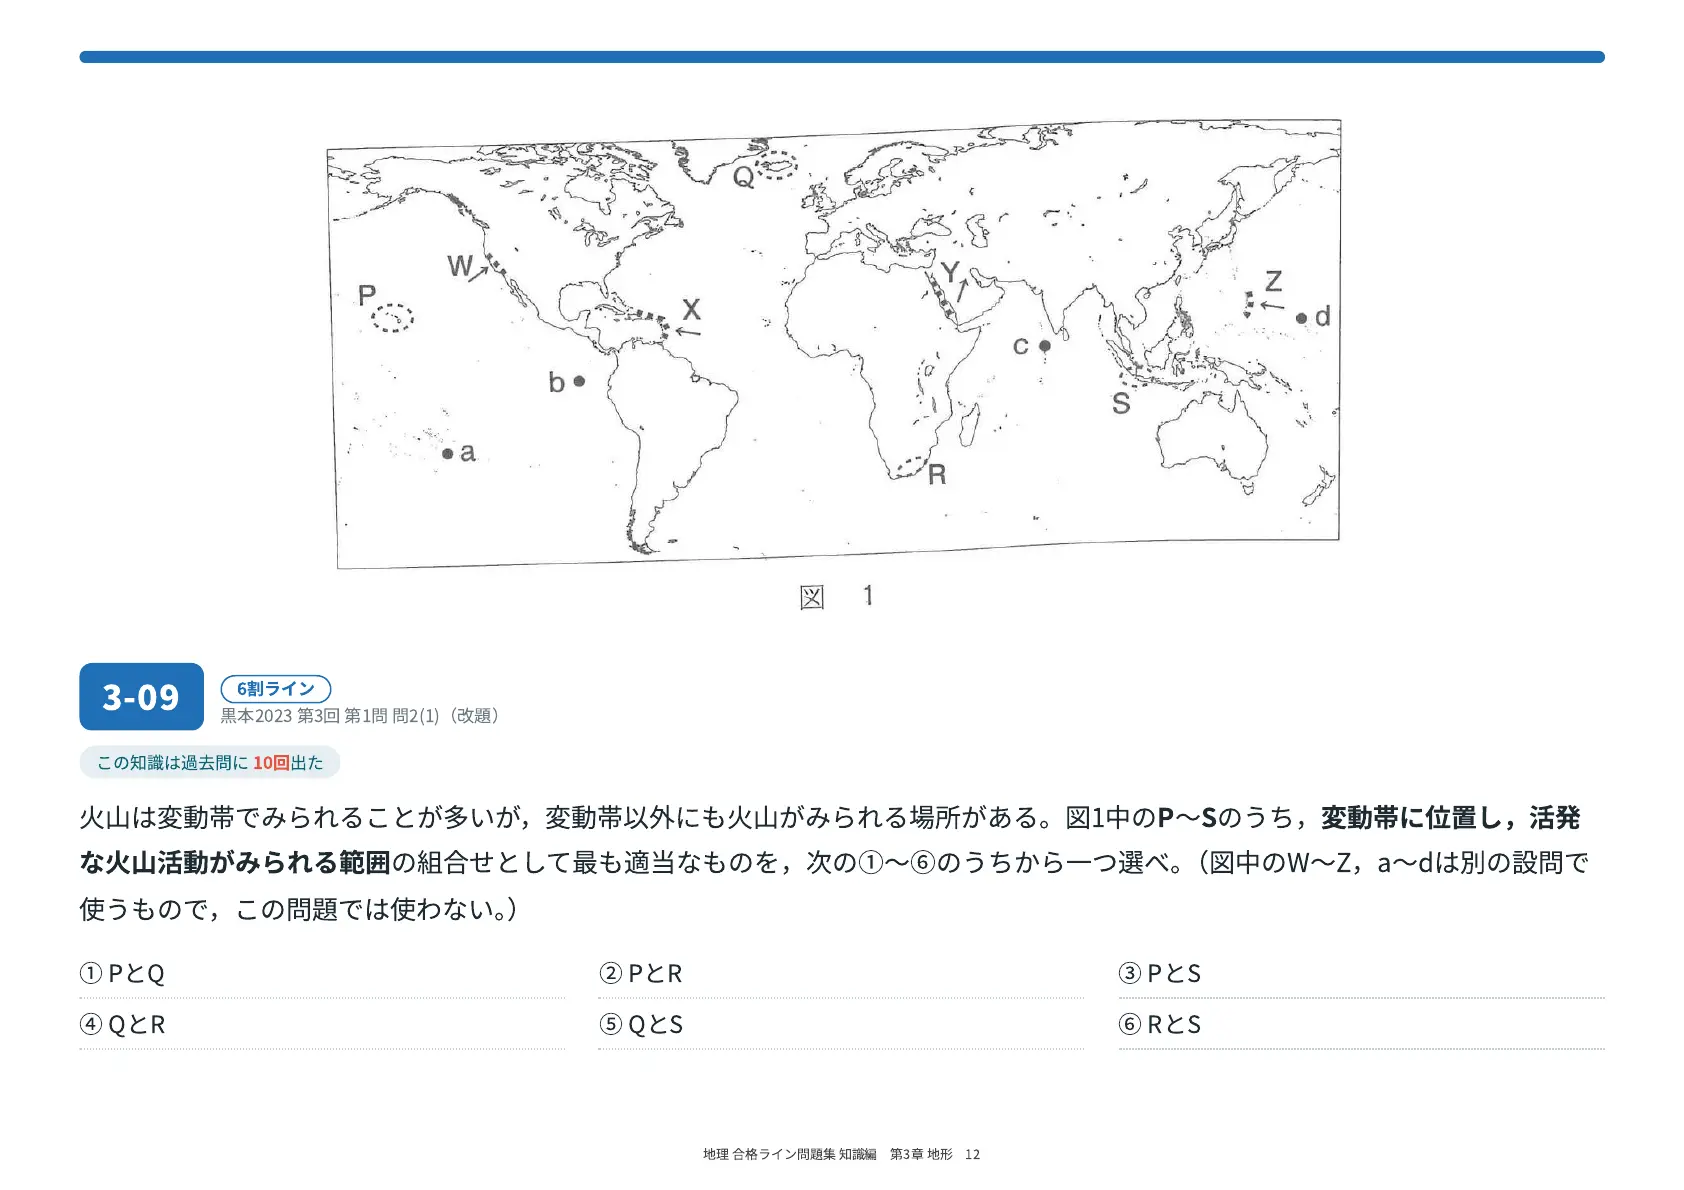 Q
W
Y
P
X
Z
d
c
b
S
a
R
図 1
3-09
6割ライン
黒本2023 第3回 第1問 問2(1)（改題）
この知識は過去問に 10回出た
火山は変動帯でみられることが多いが，変動帯以外にも火山がみられる場所がある。図1中のP～Sのうち，変動帯に位置し，活発
な火山活動がみられる範囲の組合せとして最も適当なものを，次の①～⑥のうちから一つ選べ。（図中のW～Z，a～dは別の設問で
使うもので，この問題では使わない。）
① PとQ
② PとR
③ PとS
④ QとR
⑤ QとS
⑥ RとS
地理 合格ライン問題集 知識編　第3章 地形　12